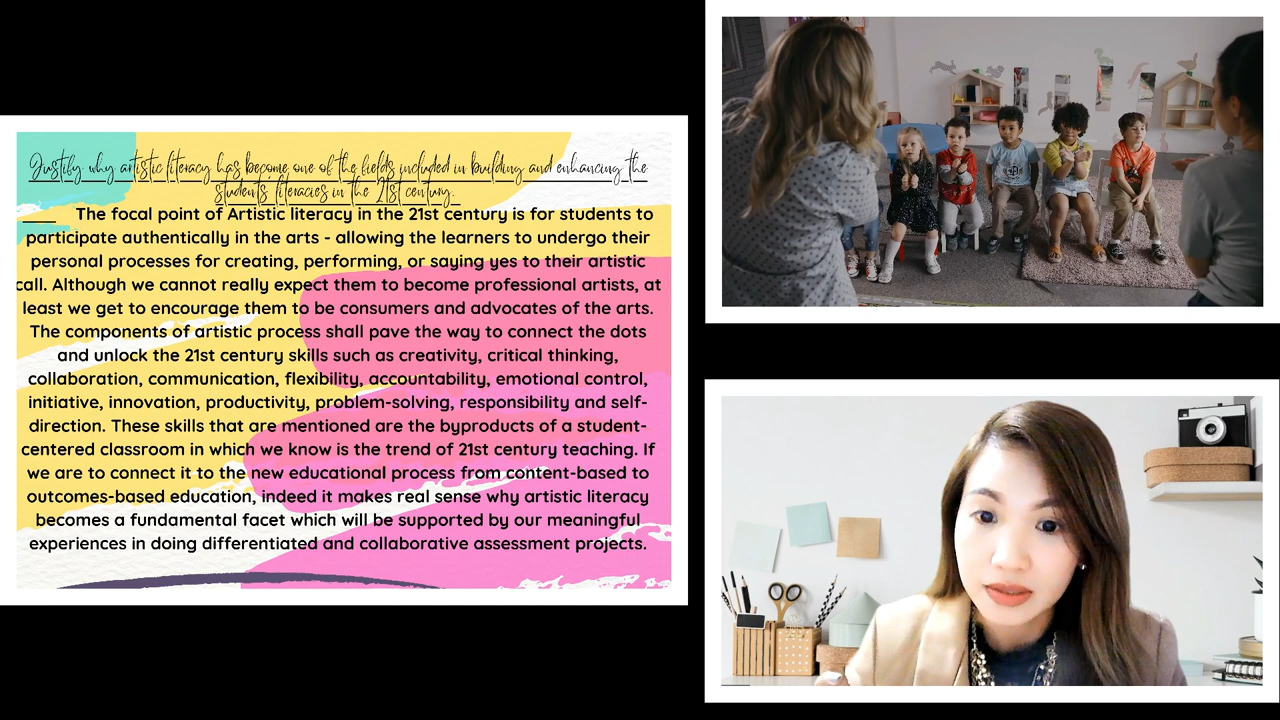 Justify why artistic literacy has become one of the fields included in building and enhancing the
students literacies in the 21st century.
The focal point of Artistic literacy in the 21st century is for students to
participate authentically in the arts - allowing the learners to undergo their
personal processes for creating, performing, or saying yes to their artistic
call. Although we cannot really expect them to become professional artists, at
least we get to encourage them to be consumers and advocates of the arts.
The components of artistic process shall pave the way to connect the dots
and unlock the 21st century skills such as creativity, critical thinking,
collaboration, communication, flexibility, accountability, emotional control,
initiative, innovation, productivity, problem-solving, responsibility and self-
direction. These skills that are mentioned are the byproducts of a student-
centered classroom in which we know is the trend of 21st century teaching. If
we are to connect it to the new educational process from content-based to
outcomes-based education, indeed it makes real sense why artistic literacy
becomes a fundamental facet which will be supported by our meaningful
experiences in doing differentiated and collaborative assessment projects.